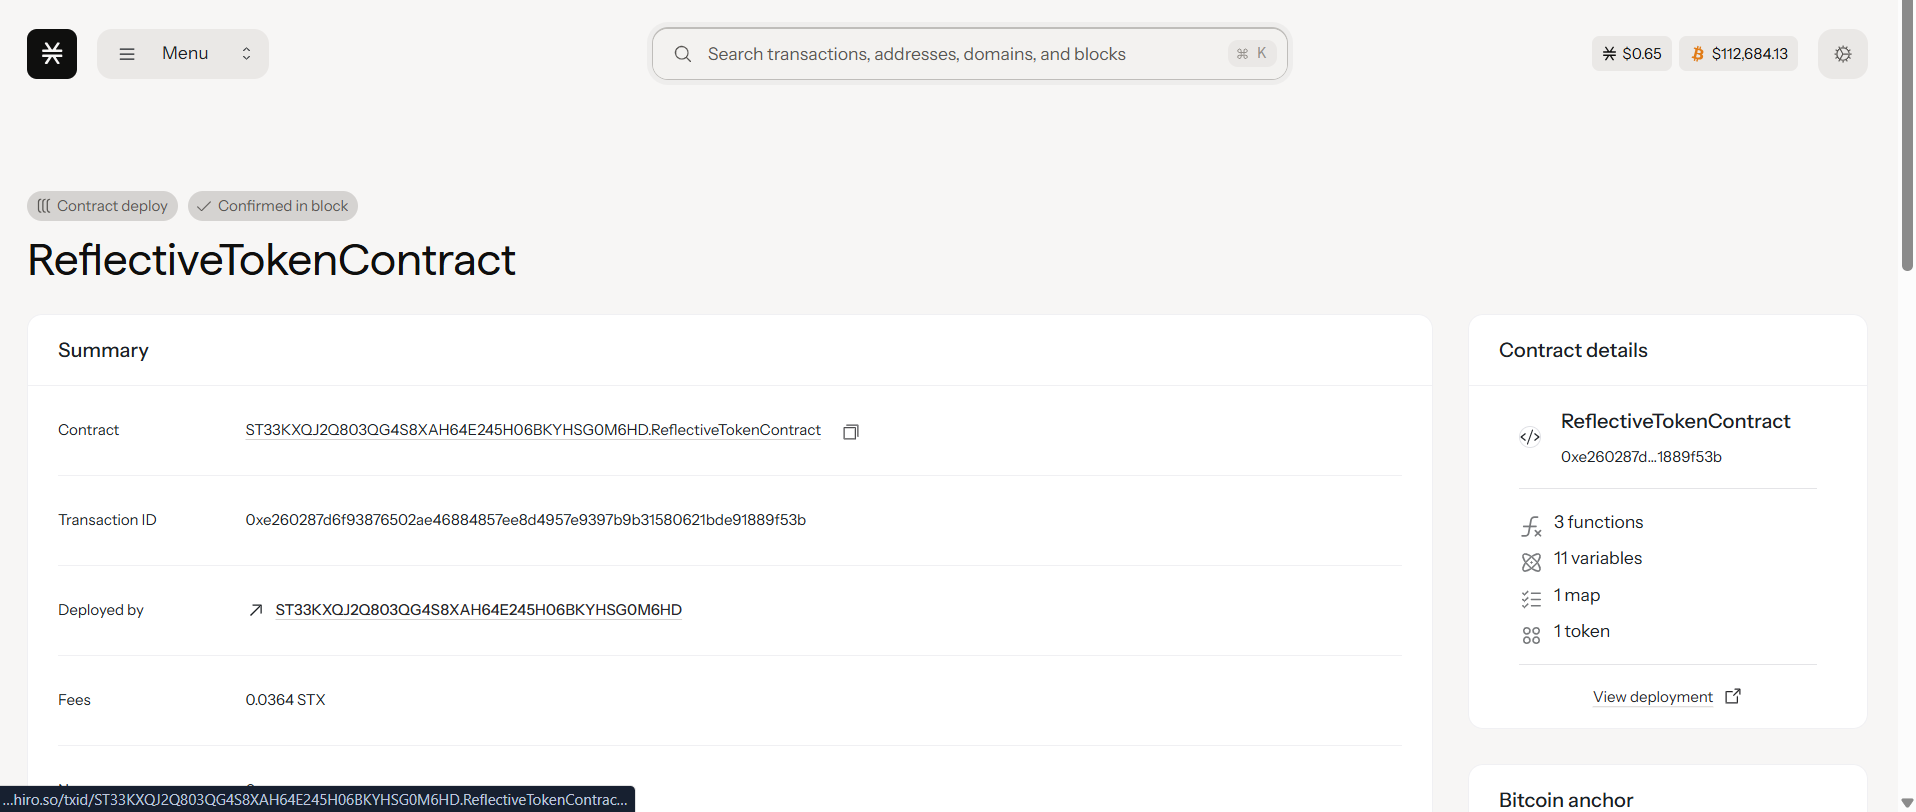 Menu
Search transactions, addresses, domains, and blocks
⌘ K
$0.65
$112,684.13
Contract deploy
Confirmed in block
ReflectiveTokenContract
Summary
Contract
ST33KXQJ2Q803QG4S8XAH64E245H06BKYHSG0M6HD.ReflectiveTokenContract
Transaction ID
0xe260287d6f93876502ae46884857ee8d4957e9397b9b31580621bde91889f53b
Deployed by
ST33KXQJ2Q803QG4S8XAH64E245H06BKYHSG0M6HD
Fees
0.0364 STX
Contract details
ReflectiveTokenContract
0xe260287d...1889f53b
3 functions
11 variables
1 map
1 token
View deployment
Bitcoin anchor
...hiro.so/txid/ST33KXQJ2Q803QG4S8XAH64E245H06BKYHSG0M6HD.ReflectiveTokenContrac...